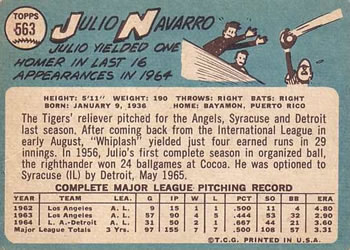 TOPPS
563
JULIO NAVARRO
JULIO YIELDED ONE
HOMER IN LAST 16
APPEARANCES IN 1964
HEIGHT: 5'11" WEIGHT: 190 THROWS: RIGHT BATS: RIGHT
BORN: JANUARY 9, 1936 HOME: BAYAMON, PUERTO RICO
The Tigers' reliever pitched for the Angels, Syracuse and Detroit
last season. After coming back from the International League in
early August, "Whiplash" yielded just four earned runs in 29
innings. In 1956, Julio's first complete season in organized ball,
the righthander won 24 ballgames at Cocoa. He was optioned to
Syracuse (IL) by Detroit, May 1965.
COMPLETE MAJOR LEAGUE PITCHING RECORD
YEAR TEAM LEA. G IP W L PCT. SO BB ERA
1962 Los Angeles A. L. 9 15 1 1 .500 11 4 4.80
1963 Los Angeles A. L. 57 90 4 5 .444 53 32 2.90
1964 L. A.-Detroit A. L. 31 50 2 1 .667 44 21 3.60
Major League Totals 3 Yrs. 97 155 7 7 .500 108 57 3.31
© T.C.G. PRINTED IN U.S.A.